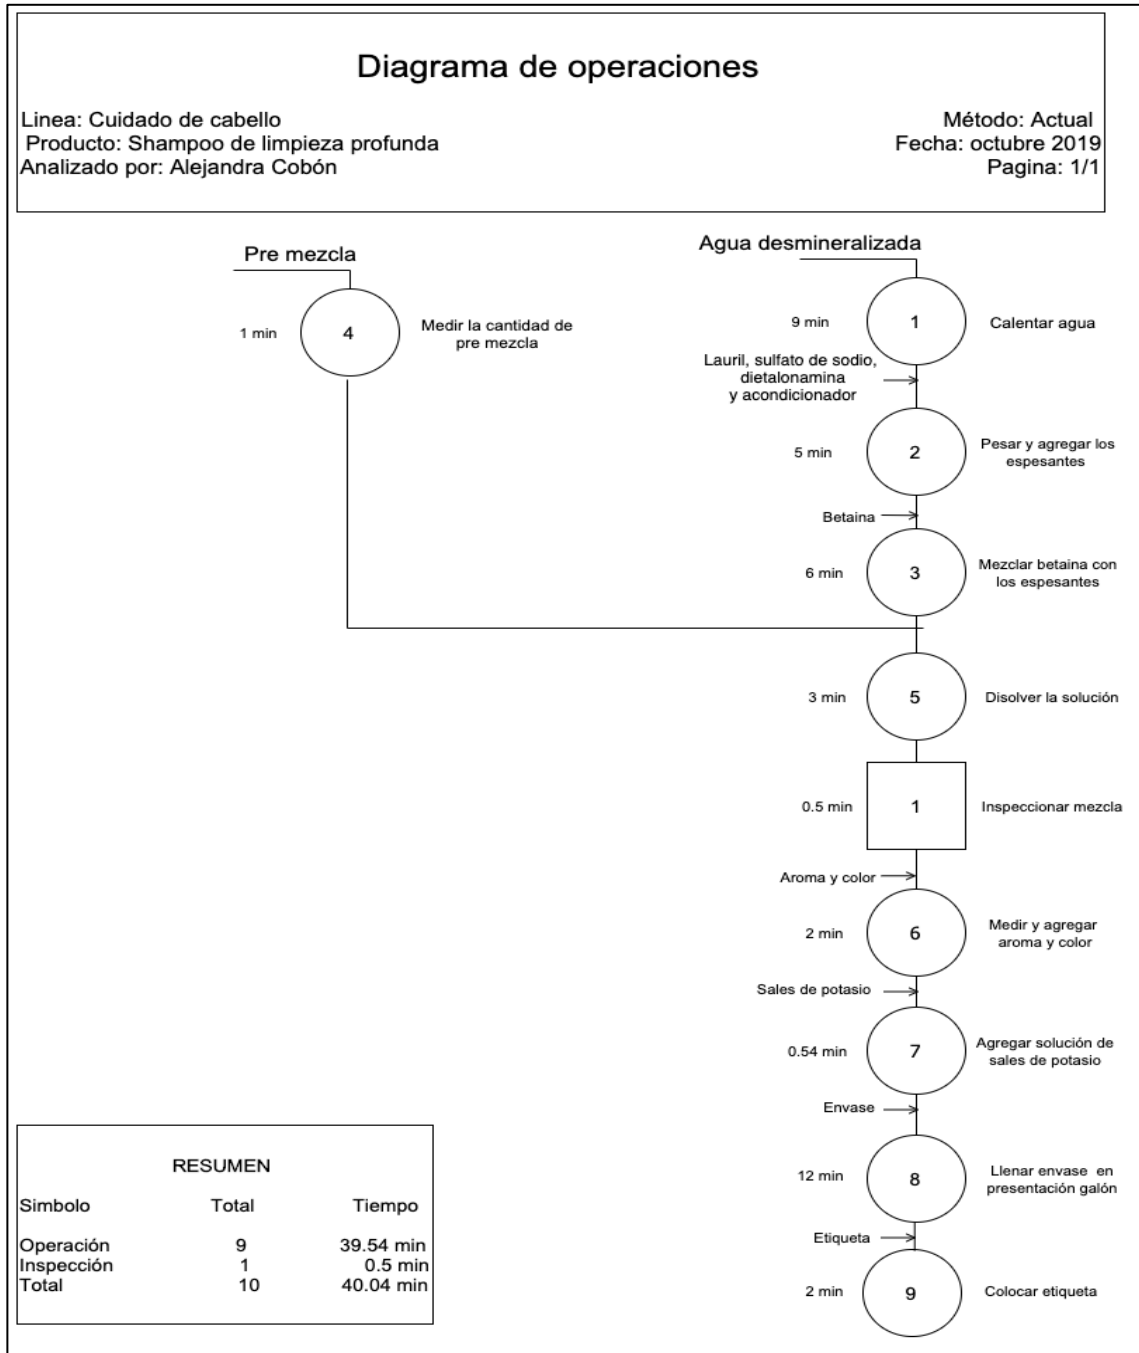 Diagrama de operaciones
Linea: Cuidado de cabello
Producto: Shampoo de limpieza profunda
Analizado por: Alejandra Cobón
Método: Actual
Fecha: octubre 2019
Pagina: 1/1
Pre mezcla
1 min
4
Medir la cantidad de
pre mezcla
Agua desmineralizada
9 min
1
Calentar agua
Lauril, sulfato de sodio,
dietalonamina
y acondicionador
5 min
2
Pesar y agregar los
espesantes
Betaina
6 min
3
Mezclar betaina con
los espesantes
3 min
5
Disolver la solución
0.5 min
1
Inspeccionar mezcla
Aroma y color
2 min
6
Medir y agregar
aroma y color
Sales de potasio
0.54 min
7
Agregar solución de
sales de potasio
Envase
12 min
8
Llenar envase en
presentación galón
Etiqueta
2 min
9
Colocar etiqueta
RESUMEN
Simbolo Total Tiempo
Operación 9 39.54 min
Inspección 1 0.5 min
Total 10 40.04 min